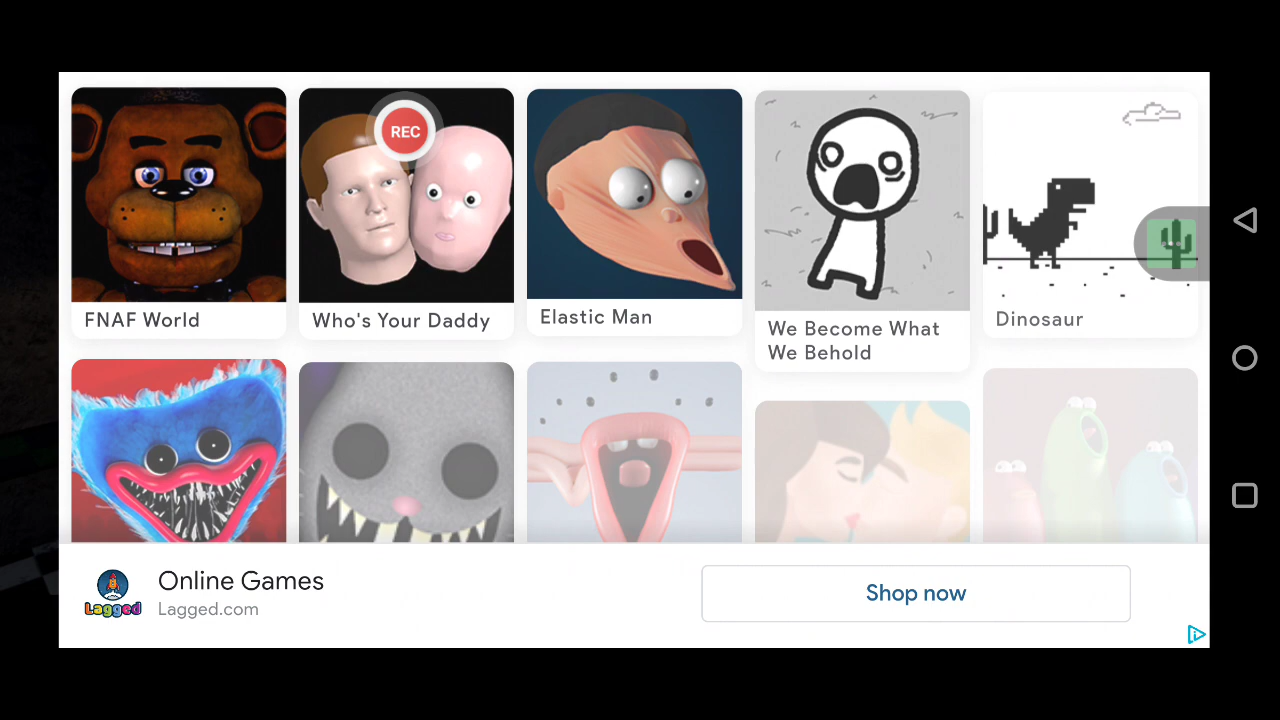 REC
FNAF World
Who's Your Daddy
Elastic Man
We Become What
We Behold
Dinosaur
Lagged
Online Games
Lagged.com
Shop now